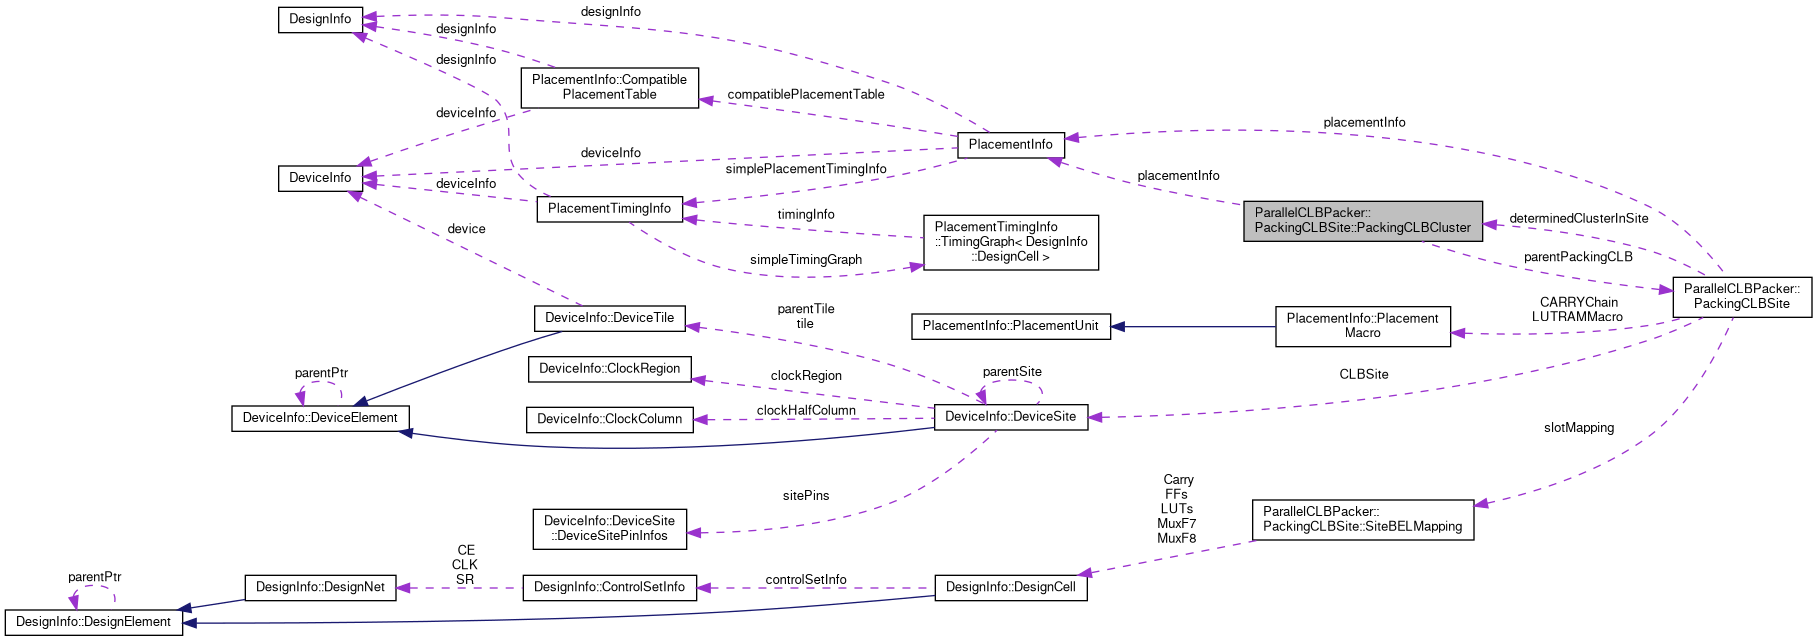 DesignInfo
designInfo
designInfo
designInfo
PlacementInfo::Compatible
PlacementTable
compatiblePlacementTable
deviceInfo
placementInfo
PlacementInfo
deviceInfo
DeviceInfo
simplePlacementTimingInfo
placementInfo
deviceInfo
PlacementTimingInfo
timingInfo
PlacementTimingInfo
::TimingGraph< DesignInfo
::DesignCell >
ParallelCLBPacker::
PackingCLBSite::PackingCLBCluster
determinedClusterInSite
device
simpleTimingGraph
parentPackingCLB
ParallelCLBPacker::
PackingCLBSite
DeviceInfo::DeviceTile
parentTile
tile
PlacementInfo::PlacementUnit
PlacementInfo::Placement
Macro
CARRYChain
LUTRAMMacro
parentPtr
DeviceInfo::ClockRegion
clockRegion
parentSite
CLBSite
DeviceInfo::DeviceElement
DeviceInfo::ClockColumn
clockHalfColumn
DeviceInfo::DeviceSite
slotMapping
sitePins
DeviceInfo::DeviceSite
::DeviceSitePinInfos
Carry
FFs
LUTs
MuxF7
MuxF8
ParallelCLBPacker::
PackingCLBSite::SiteBELMapping
parentPtr
CE
CLK
SR
DesignInfo::DesignNet
DesignInfo::ControlSetInfo
controlSetInfo
DesignInfo::DesignCell
DesignInfo::DesignElement